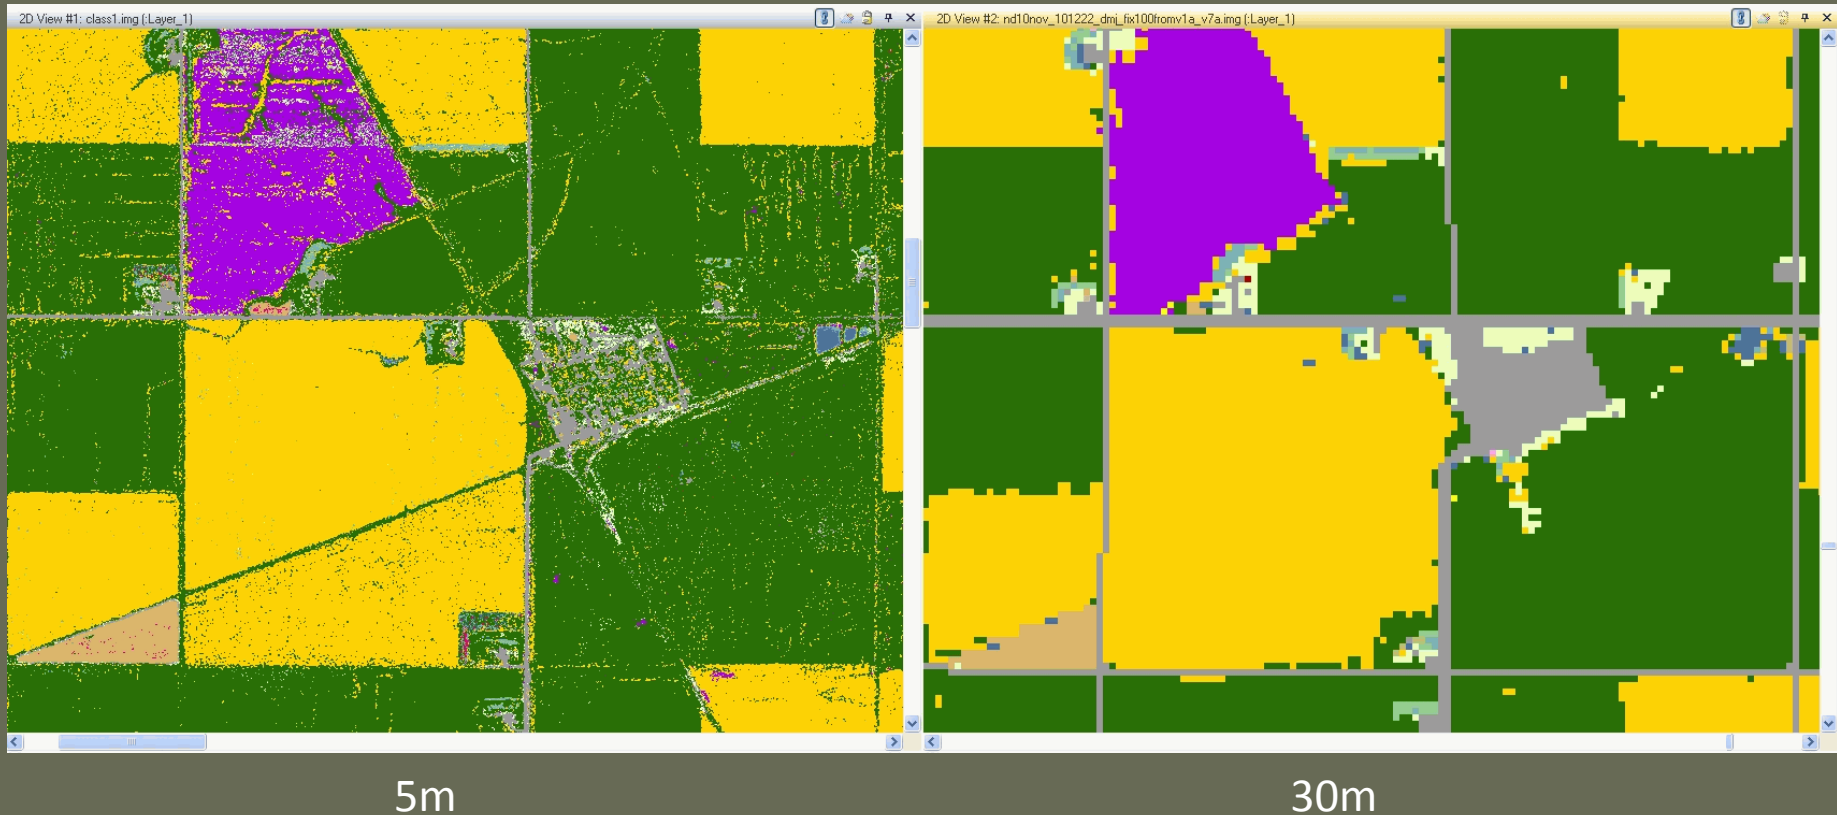 2D View #1: class1.img (:Layer_1)
2D View #2: nd10nov_101222_dmj_fix100fromv1a_v7a.img (:Layer_1)
5m
30m